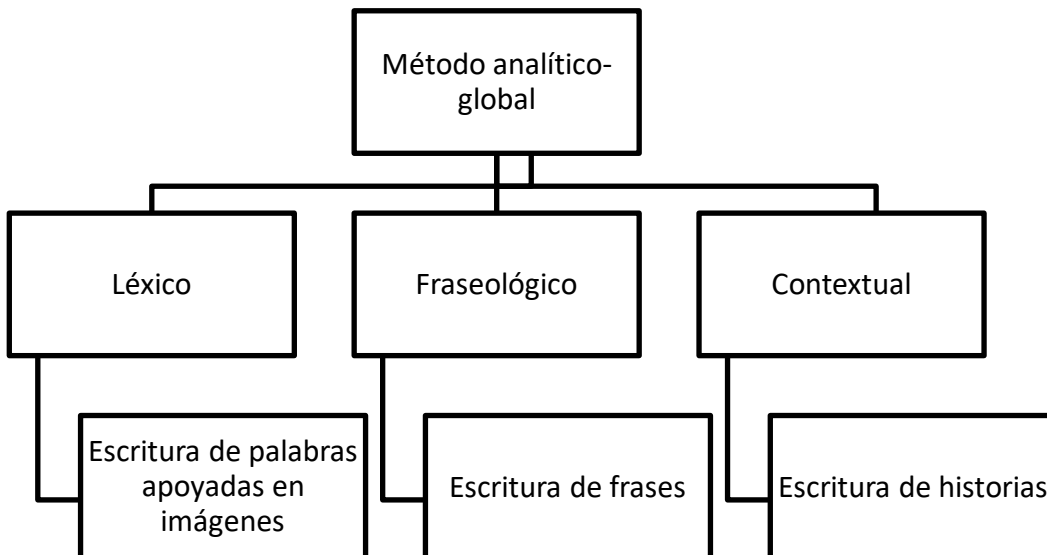 Método analítico-
global
Léxico
Fraseológico
Contextual
Escritura de palabras
apoyadas en
imágenes
Escritura de frases
Escritura de historias